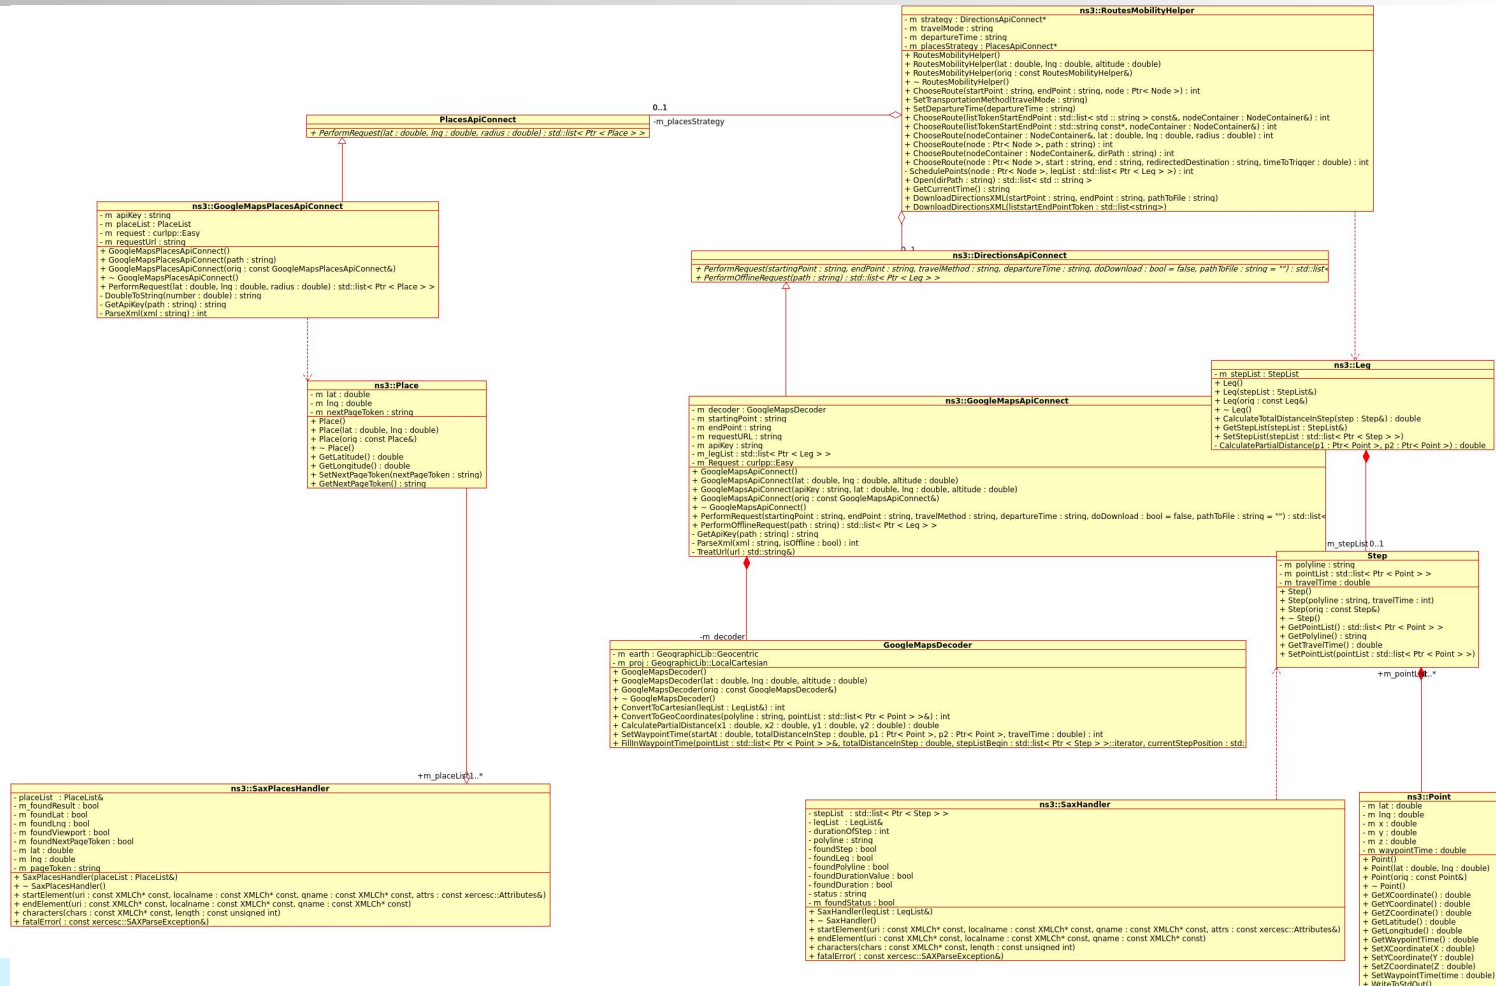 ns3::RoutesMobilityHelper
- m_strategy : DirectionsApiConnect*
- m_travelMode : string
- m_departureTime : string
- m_placesStrategy : PlacesApiConnect*
+ RoutesMobilityHelper()
+ RoutesMobilityHelper(lat : double, lng : double, altitude : double)
+ RoutesMobilityHelper(orig : const RoutesMobilityHelper&)
+ ~ RoutesMobilityHelper()
+ ChooseRoute(startPoint : string, endPoint : string, node : Ptr< Node >) : int
+ SetTransportationMethod(travelMode : string)
+ SetDepartureTime(departureTime : string)
+ ChooseRoute(listTokenStartEndPoint : std::list< std :: string > const&, nodeContainer : NodeContainer&) : int
+ ChooseRoute(listTokenStartEndPoint : std::string const*, nodeContainer : NodeContainer&) : int
+ ChooseRoute(nodeContainer : NodeContainer&, lat : double, lng : double, radius : double) : int
+ ChooseRoute(node : Ptr< Node >, path : string) : int
+ ChooseRoute(nodeContainer : NodeContainer&, dirPath : string) : int
+ ChooseRoute(node : Ptr< Node >, start : string, end : string, redirectedDestination : string, timeToTrigger : double) : int
- SchedulePoints(node : Ptr< Node >, legList : std::list< Ptr < Leg > >) : int
+ Open(dirPath : string) : std::list< std :: string >
+ GetCurrentTime() : string
+ DownloadDirectionsXML(startPoint : string, endPoint : string, pathToFile : string)
+ DownloadDirectionsXML(liststartEndPointToken : std::list<string>)
0..1
-m_placesStrategy
PlacesApiConnect
+ PerformRequest(lat : double, lng : double, radius : double) : std::list< Ptr < Place > >
ns3::GoogleMapsPlacesApiConnect
- m_apiKey : string
- m_placeList : PlaceList
- m_request : curlpp::Easy
- m_requestUrl : string
+ GoogleMapsPlacesApiConnect()
+ GoogleMapsPlacesApiConnect(path : string)
+ GoogleMapsPlacesApiConnect(orig : const GoogleMapsPlacesApiConnect&)
+ ~ GoogleMapsPlacesApiConnect()
+ PerformRequest(lat : double, lng : double, radius : double) : std::list< Ptr < Place > >
- DoubleToString(number : double) : string
- GetApiKey(path : string) : string
- ParseXml(xml : string) : int
0..1
ns3::DirectionsApiConnect
+ PerformRequest(startingPoint : string, endPoint : string, travelMethod : string, departureTime : string, doDownload : bool = false, pathToFile : string = "") : std::list<
+ PerformOfflineRequest(path : string) : std::list< Ptr < Leg > >
ns3::Leg
- m_stepList : StepList
+ Leg()
+ Leg(stepList : StepList&)
+ Leg(orig : const Leg&)
+ ~ Leg()
+ CalculateTotalDistanceInStep(step : Step&) : double
+ GetStepList(stepList : StepList&)
+ SetStepList(stepList : std::list< Ptr < Step > >)
- CalculatePartialDistance(p1 : Ptr< Point >, p2 : Ptr< Point >) : double
ns3::Place
- m_lat : double
- m_lng : double
- m_nextPageToken : string
+ Place()
+ Place(lat : double, lng : double)
+ Place(orig : const Place&)
+ ~ Place()
+ GetLatitude() : double
+ GetLongitude() : double
+ SetNextPageToken(nextPageToken : string)
+ GetNextPageToken() : string
ns3::GoogleMapsApiConnect
- m_decoder : GoogleMapsDecoder
- m_startingPoint : string
- m_endPoint : string
- m_requestURL : string
- m_apiKey : string
- m_legList : std::list< Ptr < Leg > >
- m_Request : curlpp::Easy
+ GoogleMapsApiConnect()
+ GoogleMapsApiConnect(lat : double, lng : double, altitude : double)
+ GoogleMapsApiConnect(apiKey : string, lat : double, lng : double, altitude : double)
+ GoogleMapsApiConnect(orig : const GoogleMapsApiConnect&)
+ ~ GoogleMapsApiConnect()
+ PerformRequest(startingPoint : string, endPoint : string, travelMethod : string, departureTime : string, doDownload : bool = false, pathToFile : string = "") : std::list<
+ PerformOfflineRequest(path : string) : std::list< Ptr < Leg > >
- GetApiKey(path : string) : string
- ParseXml(xml : string, isOffline : bool) : int
- TreatUrl(url : std::string&)
m_stepList 0..1
Step
- m_polyline : string
- m_pointList : std::list< Ptr < Point > >
- m_travelTime : double
+ Step()
+ Step(polyline : string, travelTime : int)
+ Step(orig : const Step&)
+ ~ Step()
+ GetPointList() : std::list< Ptr < Point > >
+ GetPolyline() : string
+ GetTravelTime() : double
+ SetPointList(pointList : std::list< Ptr < Point > >)
-m_decoder
GoogleMapsDecoder
- m_earth : GeographicLib::Geocentric
- m_proj : GeographicLib::LocalCartesian
+ GoogleMapsDecoder()
+ GoogleMapsDecoder(lat : double, lng : double, altitude : double)
+ GoogleMapsDecoder(orig : const GoogleMapsDecoder&)
+ ~ GoogleMapsDecoder()
+ ConvertToCartesian(legList : LegList&) : int
+ ConvertToGeoCoordinates(polyline : string, pointList : std::list< Ptr < Point > >&) : int
+ CalculatePartialDistance(x1 : double, x2 : double, y1 : double, y2 : double) : double
+ SetWaypointTime(startAt : double, totalDistanceInStep : double, p1 : Ptr< Point >, p2 : Ptr< Point >, travelTime : double) : int
+ FillInWaypointTime(pointList : std::list< Ptr < Point > >&, totalDistanceInStep : double, stepListBegin : std::list< Ptr < Step > >::iterator, currentStepPosition : std:
+m_placeList 1..*
ns3::SaxPlacesHandler
- placeList : PlaceList&
- m_foundResult : bool
- m_foundLat : bool
- m_foundLng : bool
- m_foundViewport : bool
- m_foundNextPageToken : bool
- m_lat : double
- m_lng : double
- m_pageToken : string
+ SaxPlacesHandler(placeList : PlaceList&)
+ ~ SaxPlacesHandler()
+ startElement(uri : const XMLCh* const, localname : const XMLCh* const, qname : const XMLCh* const, attrs : const xercesc::Attributes&)
+ endElement(uri : const XMLCh* const, localname : const XMLCh* const, qname : const XMLCh* const)
+ characters(chars : const XMLCh* const, length : const unsigned int)
+ fatalError( : const xercesc::SAXParseException&)
ns3::SaxHandler
- stepList : std::list< Ptr < Step > >
- legList : LegList&
- durationOfStep : int
- polyline : string
- foundStep : bool
- foundLeg : bool
- foundPolyline : bool
- foundDurationValue : bool
- foundDuration : bool
- status : string
- m_foundStatus : bool
+ SaxHandler(legList : LegList&)
+ ~ SaxHandler()
+ startElement(uri : const XMLCh* const, localname : const XMLCh* const, qname : const XMLCh* const, attrs : const xercesc::Attributes&)
+ endElement(uri : const XMLCh* const, localname : const XMLCh* const, qname : const XMLCh* const)
+ characters(chars : const XMLCh* const, length : const unsigned int)
+ fatalError( : const xercesc::SAXParseException&)
ns3::Point
- m_lat : double
- m_lng : double
- m_x : double
- m_y : double
- m_z : double
- m_waypointTime : double
+ Point()
+ Point(lat : double, lng : double)
+ Point(orig : const Point&)
+ ~ Point()
+ GetXCoordinate() : double
+ GetYCoordinate() : double
+ GetZCoordinate() : double
+ GetLatitude() : double
+ GetLongitude() : double
+ GetWaypointTime() : double
+ SetXCoordinate(X : double)
+ SetYCoordinate(Y : double)
+ SetZCoordinate(Z : double)
+ SetWaypointTime(time : double)
+ WriteToStdOut()